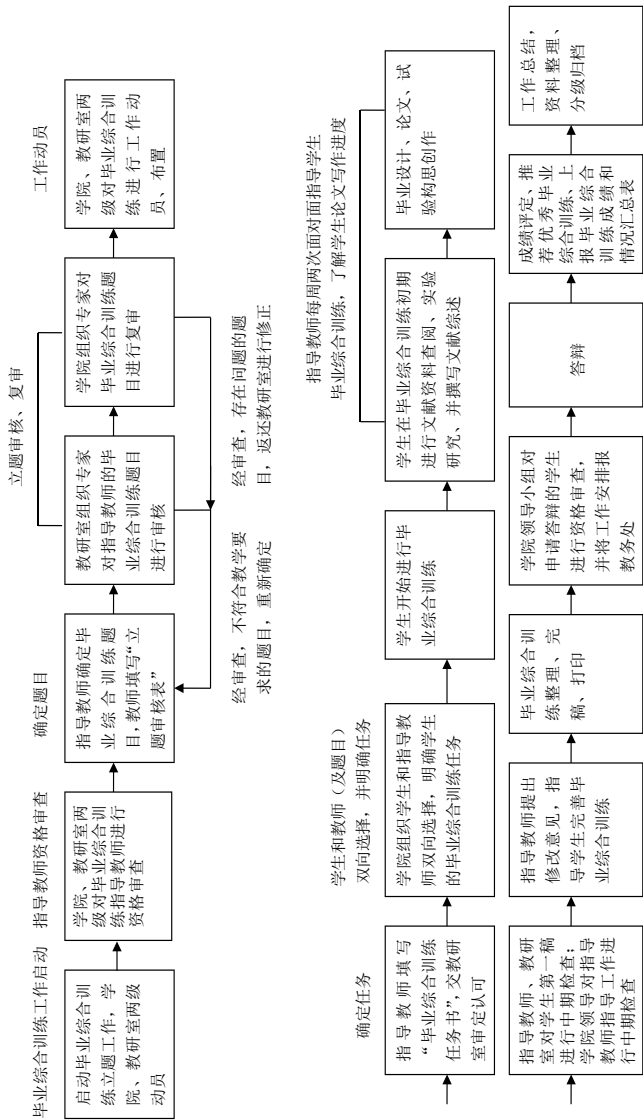 毕业综合训练工作启动
启动毕业综合训
练立题工作，学
院、教研室两级
动员
指导教师资格审查
学院、教研室两
级对毕业综合训
练指导教师进行
资格审查
确定题目
指导教师确定毕
业综合训练题
目，教师填写“立
题审核表”
立题审核、复审
教研室组织专家
对指导教师的毕
业综合训练题目
进行审核
学院组织专家对
毕业综合训练题
目进行复审
工作动员
学院、教研室两
级对毕业综合训
练进行工作动
员、布置
经审查，不符合教学要
求的题目，重新确定
经审查，存在问题的题
目，返还教研室进行修正
确定任务
指导教师填写
“毕业综合训练
任务书”，交教研
室审定认可
学生和教师（及题目）
双向选择，并明确任务
学院组织学生和指导教
师双向选择，明确学生
的毕业综合训练任务
学生开始进行毕
业综合训练
指导教师每周两次面对面指导学生
毕业综合训练，了解学生论文写作进度
学生在毕业综合训练初期
进行文献资料查阅、实验
研究、并撰写文献综述
毕业设计、论文、试
验构思创作
指导教师、教研
室对学生第一稿
进行中期检查；
学院领导对指导
教师指导工作进
行中期检查
指导教师提出
修改意见，指
导学生完善毕
业综合训练
毕业综合训
练整理、完
稿、打印
学院领导小组对
申请答辩的学生
进行资格审查，
并将工作安排报
教务处
答辩
成绩评定、推
荐优秀毕业
综合训练、上
报毕业综合
训练成绩和
情况汇总表
工作总结，
资料整理、
分级归档